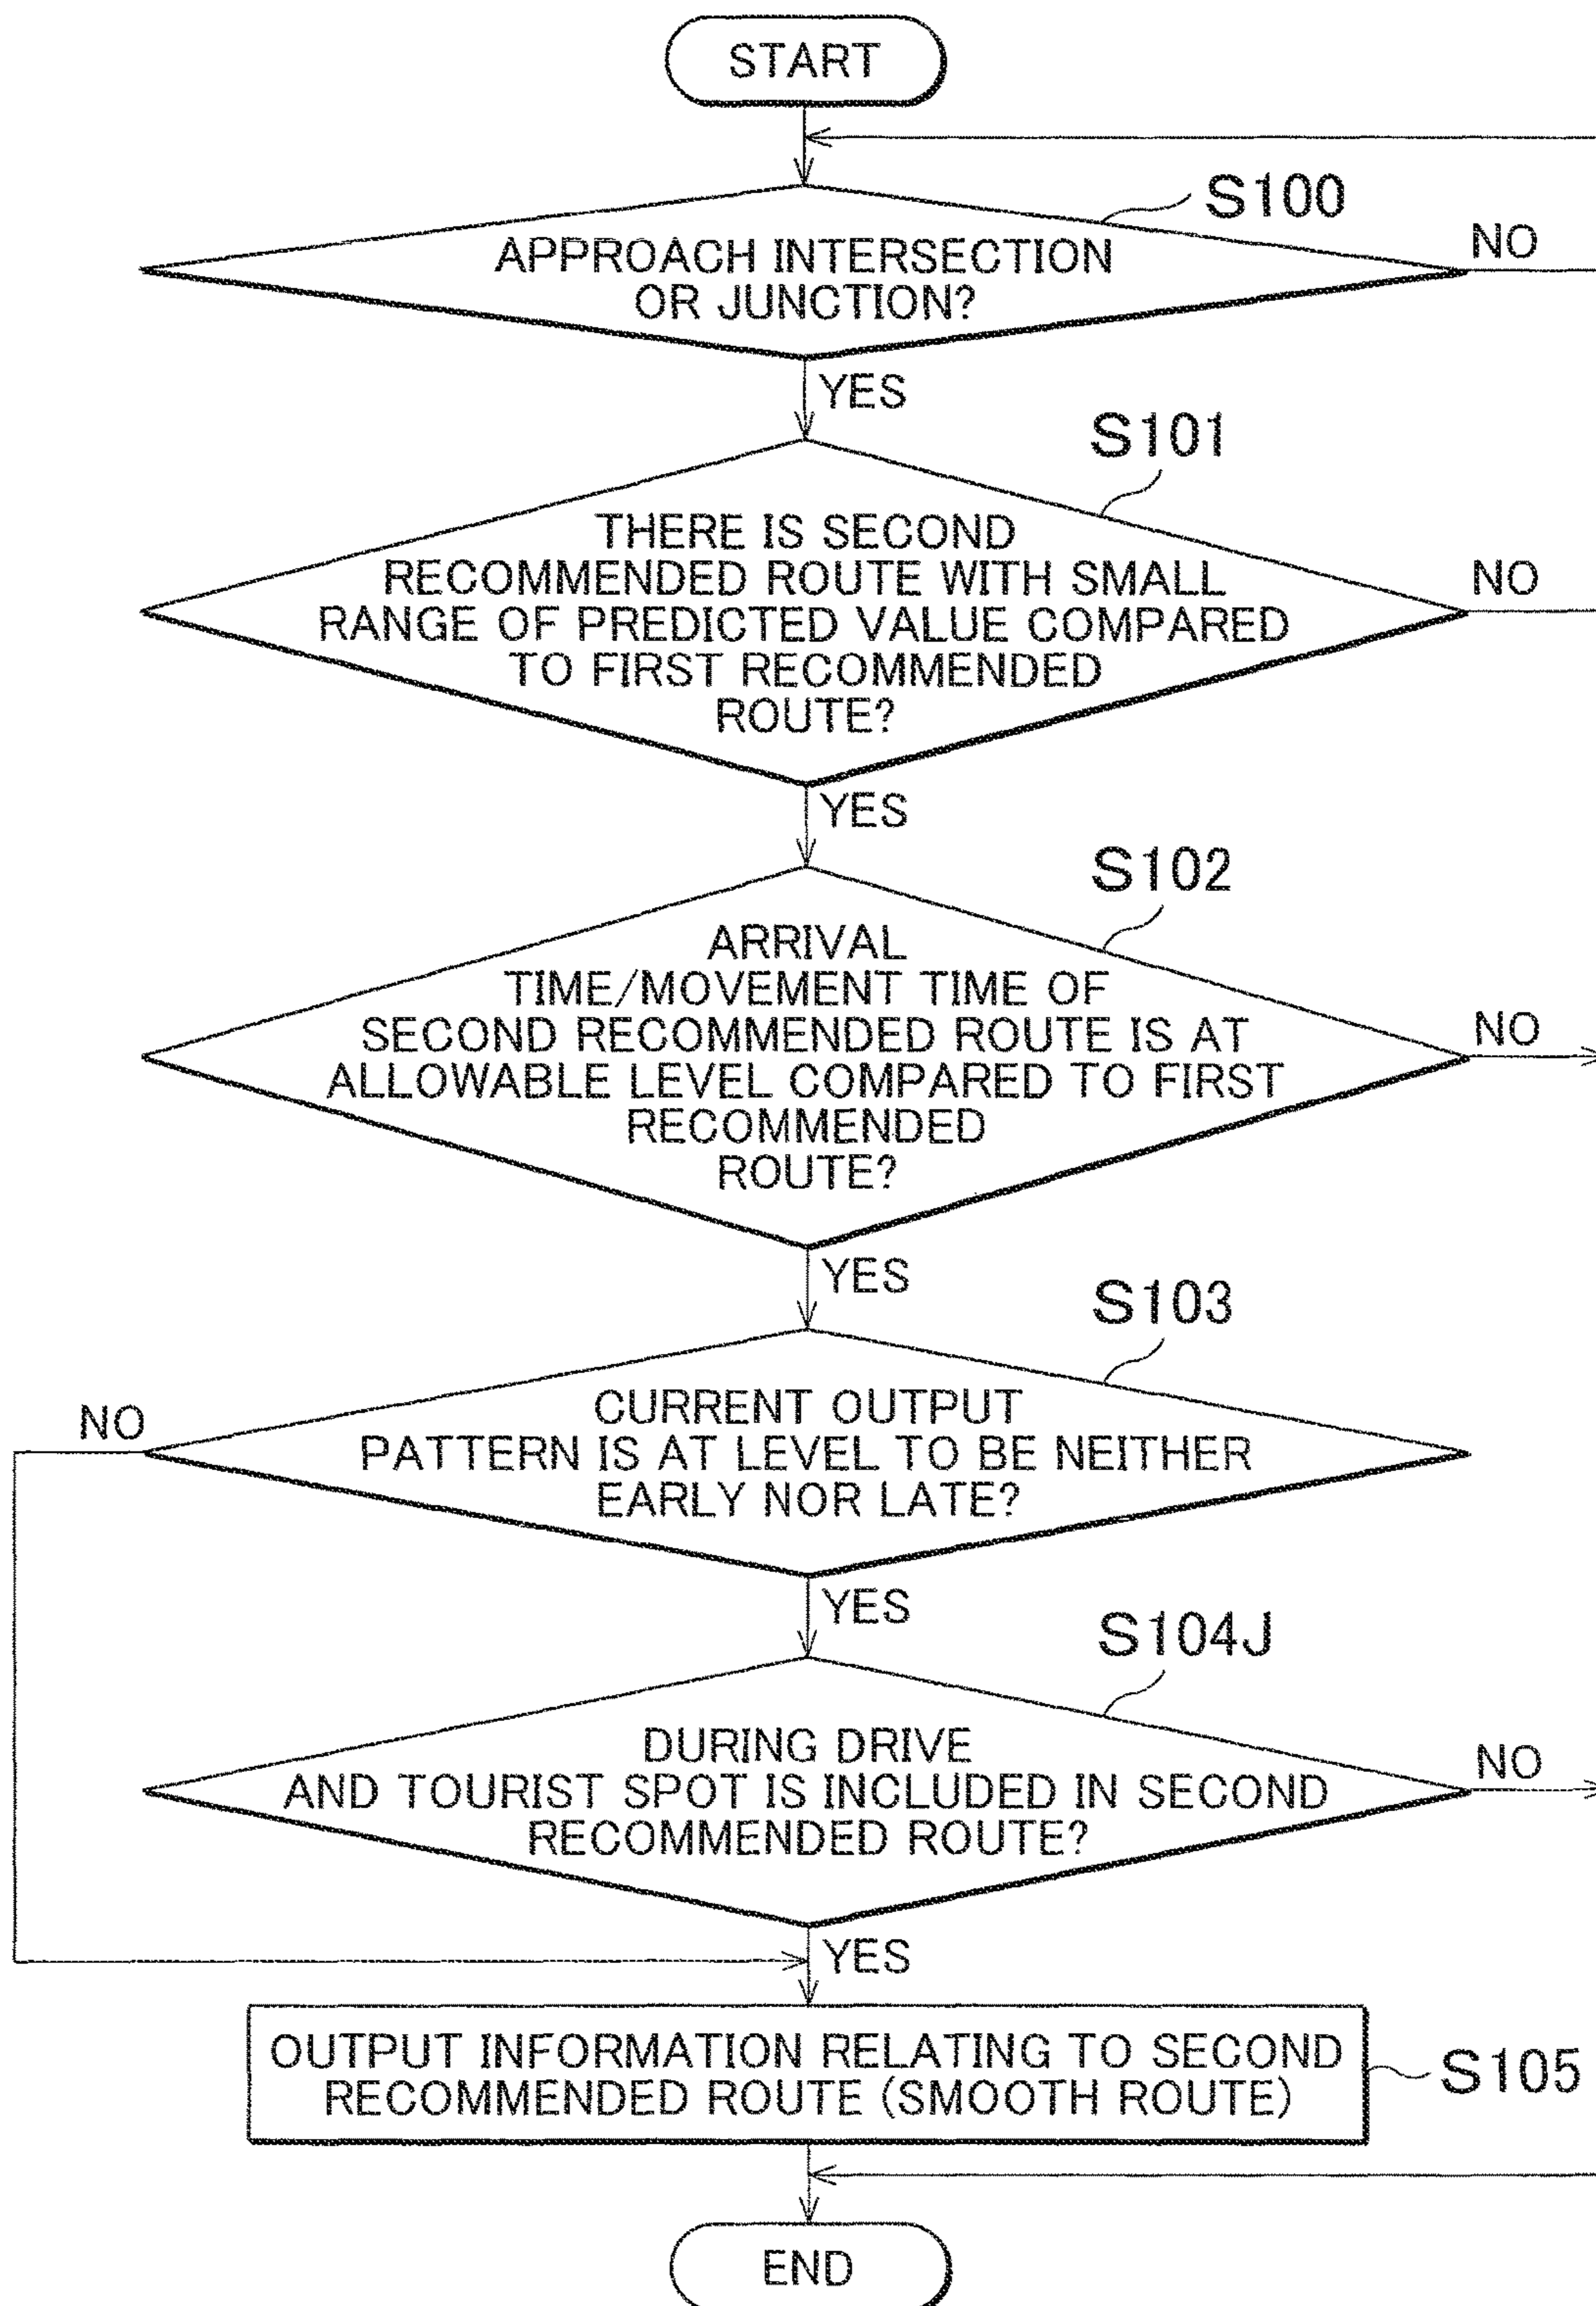 START
S100
APPROACH INTERSECTION
OR JUNCTION?
NO
YES
S101
THERE IS SECOND
RECOMMENDED ROUTE WITH SMALL
RANGE OF PREDICTED VALUE COMPARED
TO FIRST RECOMMENDED
ROUTE?
NO
YES
S102
ARRIVAL
TIME/MOVEMENT TIME OF
SECOND RECOMMENDED ROUTE IS AT
ALLOWABLE LEVEL COMPARED TO FIRST
RECOMMENDED
ROUTE?
NO
YES
S103
CURRENT OUTPUT
PATTERN IS AT LEVEL TO BE NEITHER
EARLY NOR LATE?
NO
YES
S104J
DURING DRIVE
AND TOURIST SPOT IS INCLUDED IN SECOND
RECOMMENDED ROUTE?
NO
YES
OUTPUT INFORMATION RELATING TO SECOND
RECOMMENDED ROUTE (SMOOTH ROUTE)
S105
END